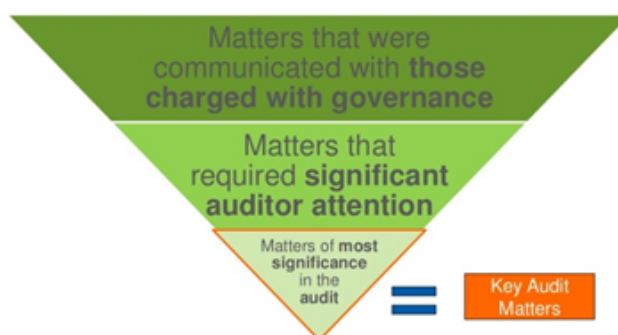 Matters that were
communicated with those
charged with governance
Matters that
required significant
auditor attention
Matters of most
significance
in the
audit
Key Audit
Matters